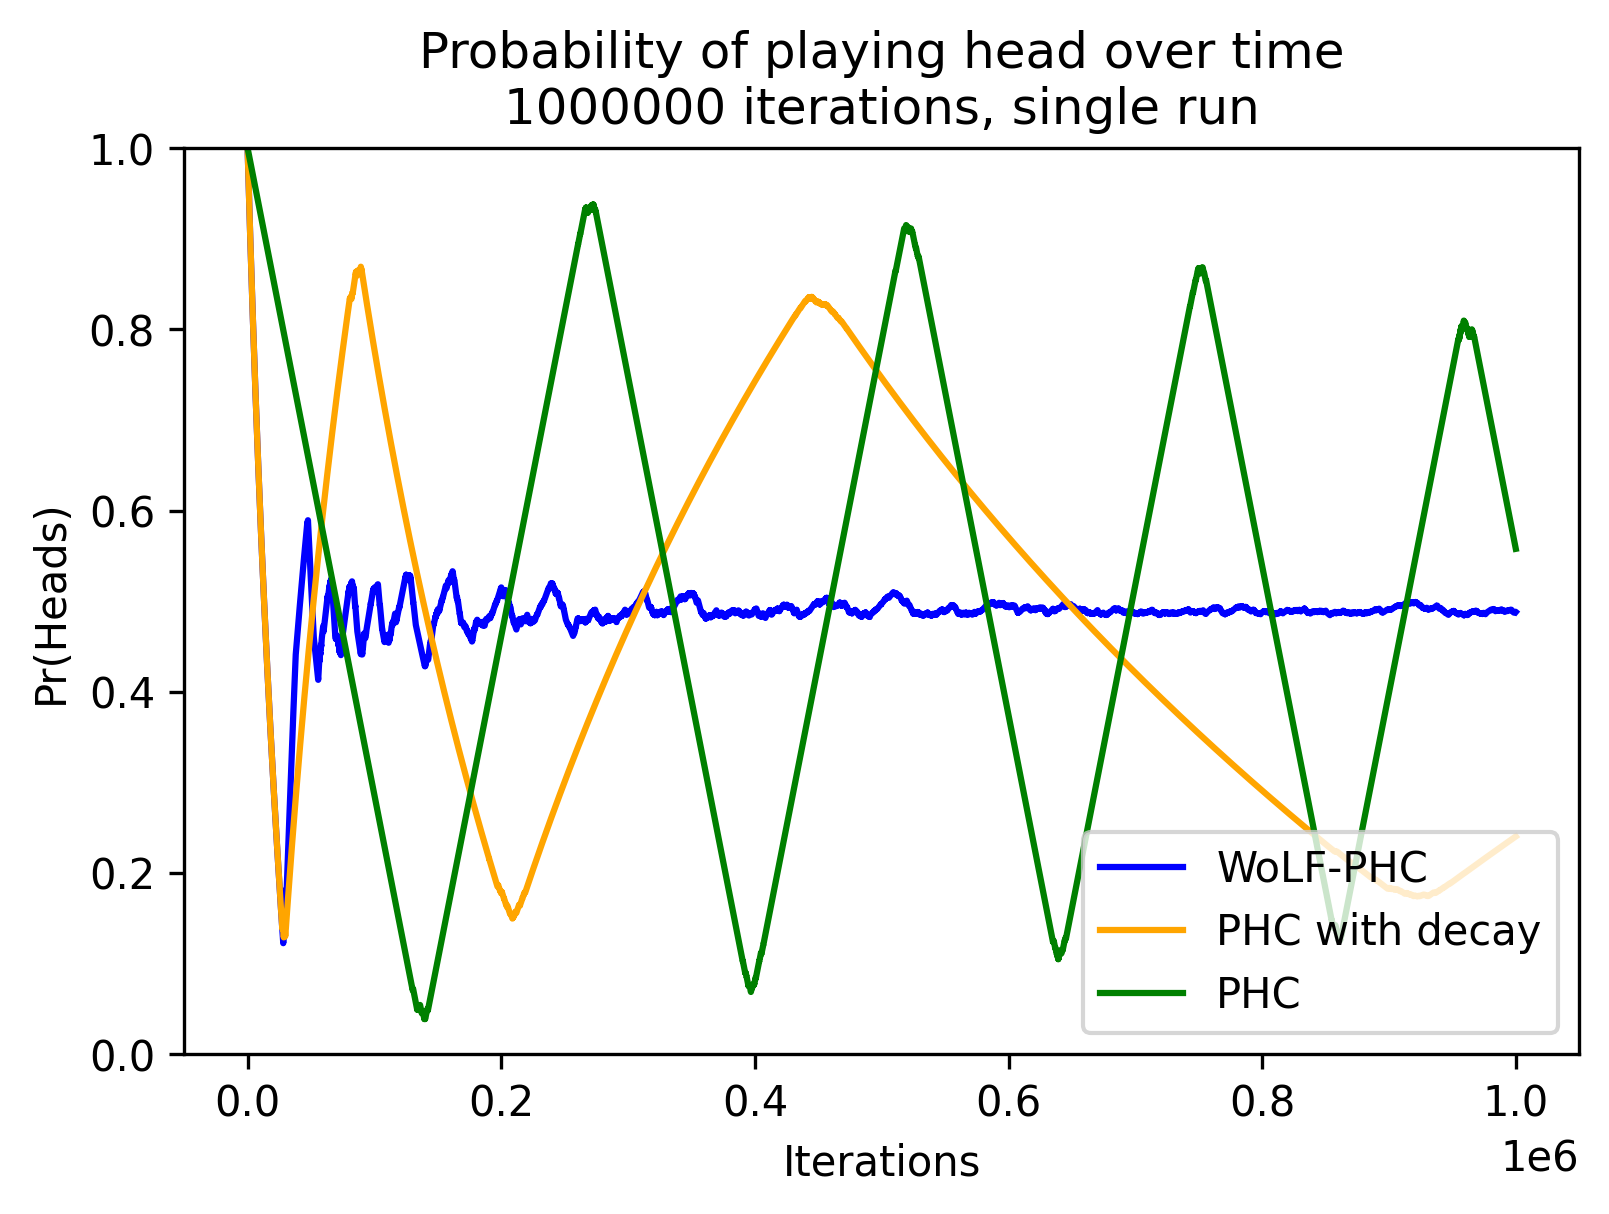 Probability of playing head over time
1000000 iterations, single run
Pr(Heads)
1.0
0.8
0.6
0.4
0.2
0.0
WoLF-PHC
PHC with decay
PHC
0.0 0.2 0.4 0.6 0.8 1.0
1e6
Iterations